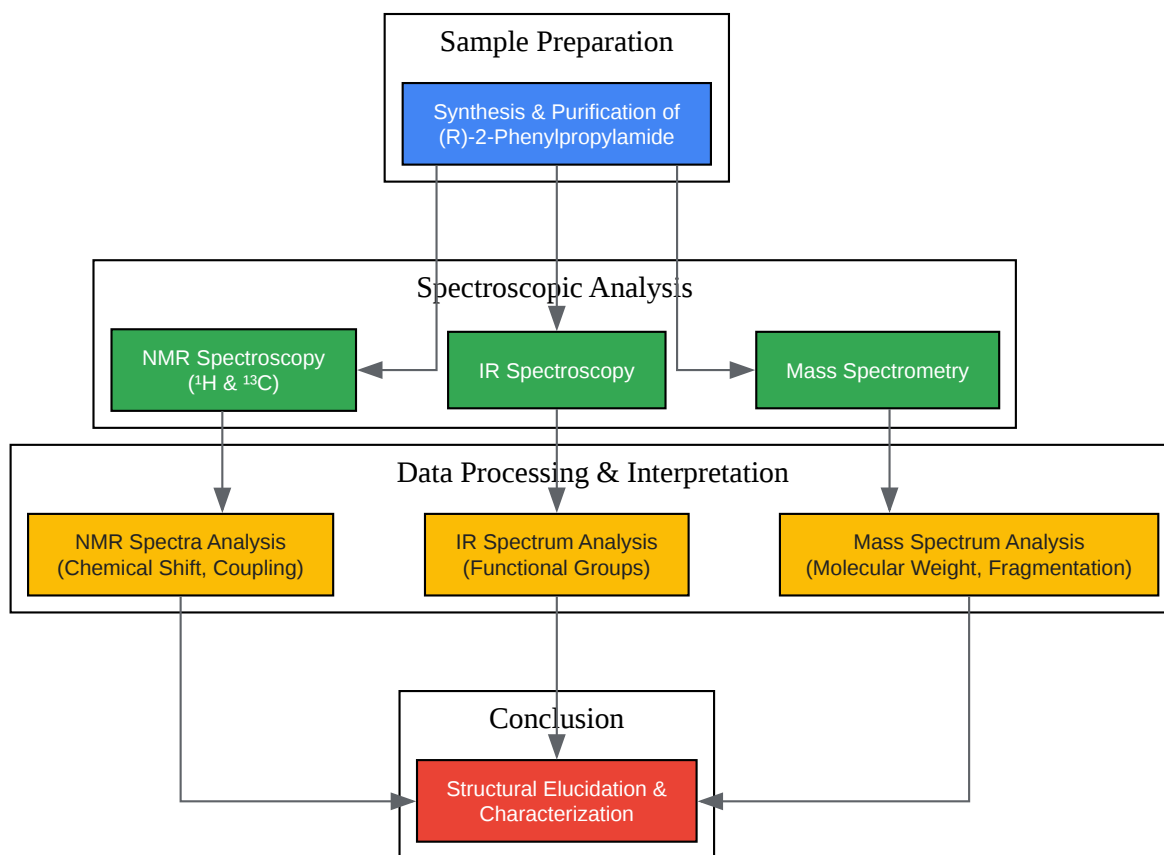 Sample Preparation
Synthesis & Purification of
(R)-2-Phenylpropylamide
Spectroscopic Analysis
NMR Spectroscopy
(¹H & ¹³C)
IR Spectroscopy
Mass Spectrometry
Data Processing & Interpretation
NMR Spectra Analysis
(Chemical Shift, Coupling)
IR Spectrum Analysis
(Functional Groups)
Mass Spectrum Analysis
(Molecular Weight, Fragmentation)
Conclusion
Structural Elucidation &
Characterization